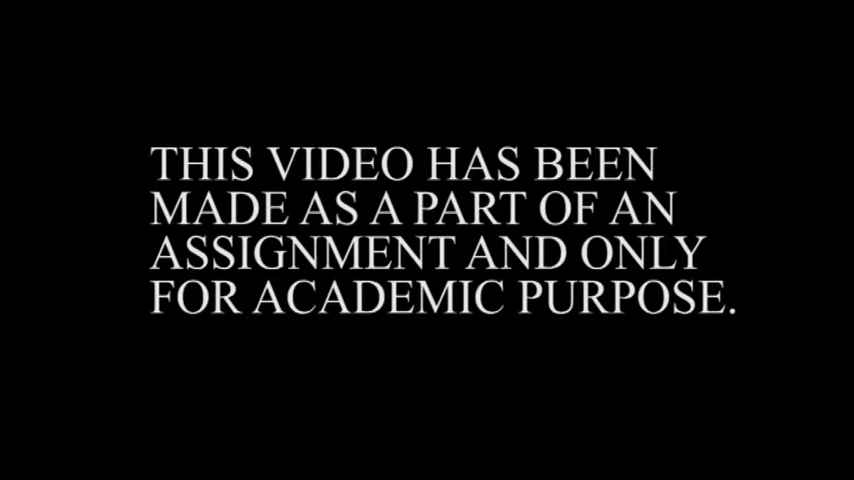 THIS VIDEO HAS BEEN
MADE AS A PART OF AN
ASSIGNMENT AND ONLY
FOR ACADEMIC PURPOSE.